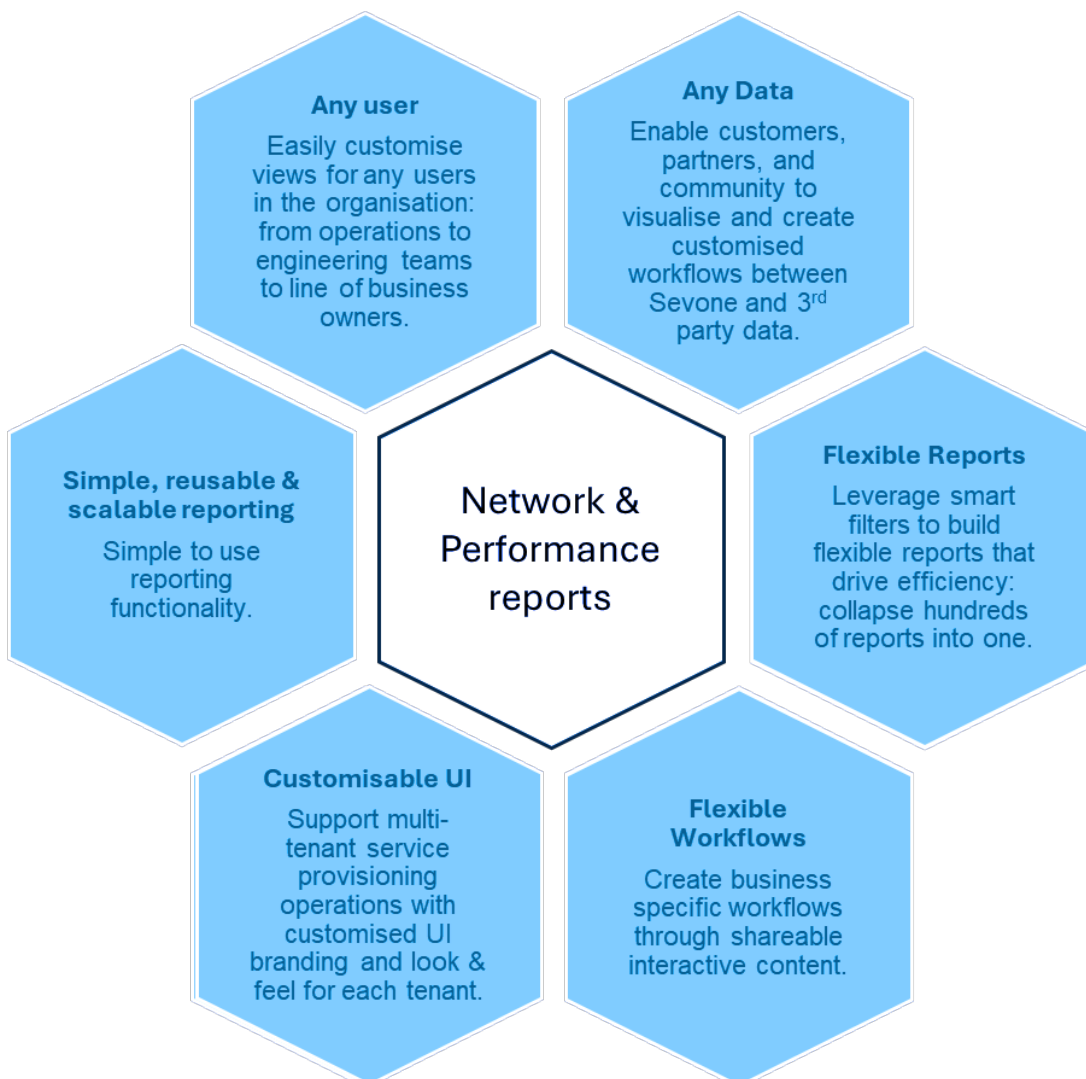 Any user
Easily customise
views for any users
in the organisation:
from operations to
engineering teams
to line of business
owners.
Any Data
Enable customers,
partners, and
community to
visualise and create
customised
workflows between
Sevone and 3rd
party data.
Simple, reusable &
scalable reporting
Simple to use
reporting
functionality.
Network &
Performance
reports
Flexible Reports
Leverage smart
filters to build
flexible reports that
drive efficiency:
collapse hundreds
of reports into one.
Customisable UI
Support multi-
tenant service
provisioning
operations with
customised UI
branding and look &
feel for each tenant.
Flexible
Workflows
Create business
specific workflows
through shareable
interactive content.